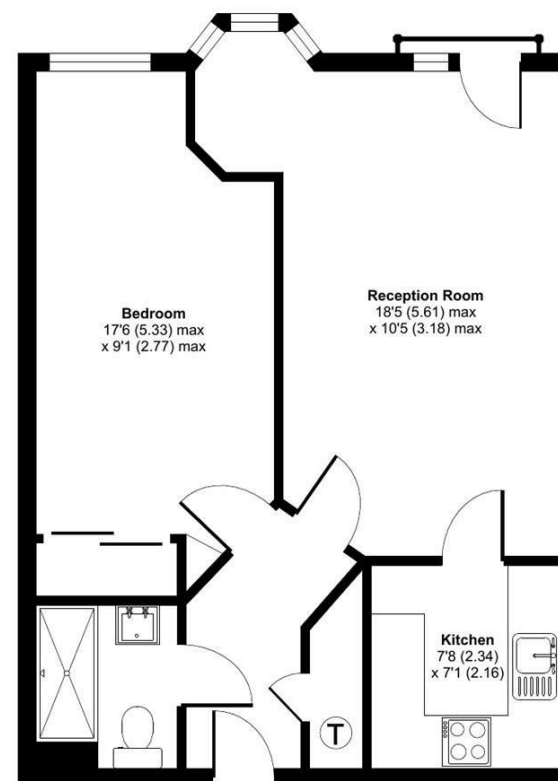 Bedroom
17'6 (5.33) max
x 9'1 (2.77) max
Reception Room
18'5 (5.61) max
x 10'5 (3.18) max
Kitchen
7'8 (2.34)
x 7'1 (2.16)
T